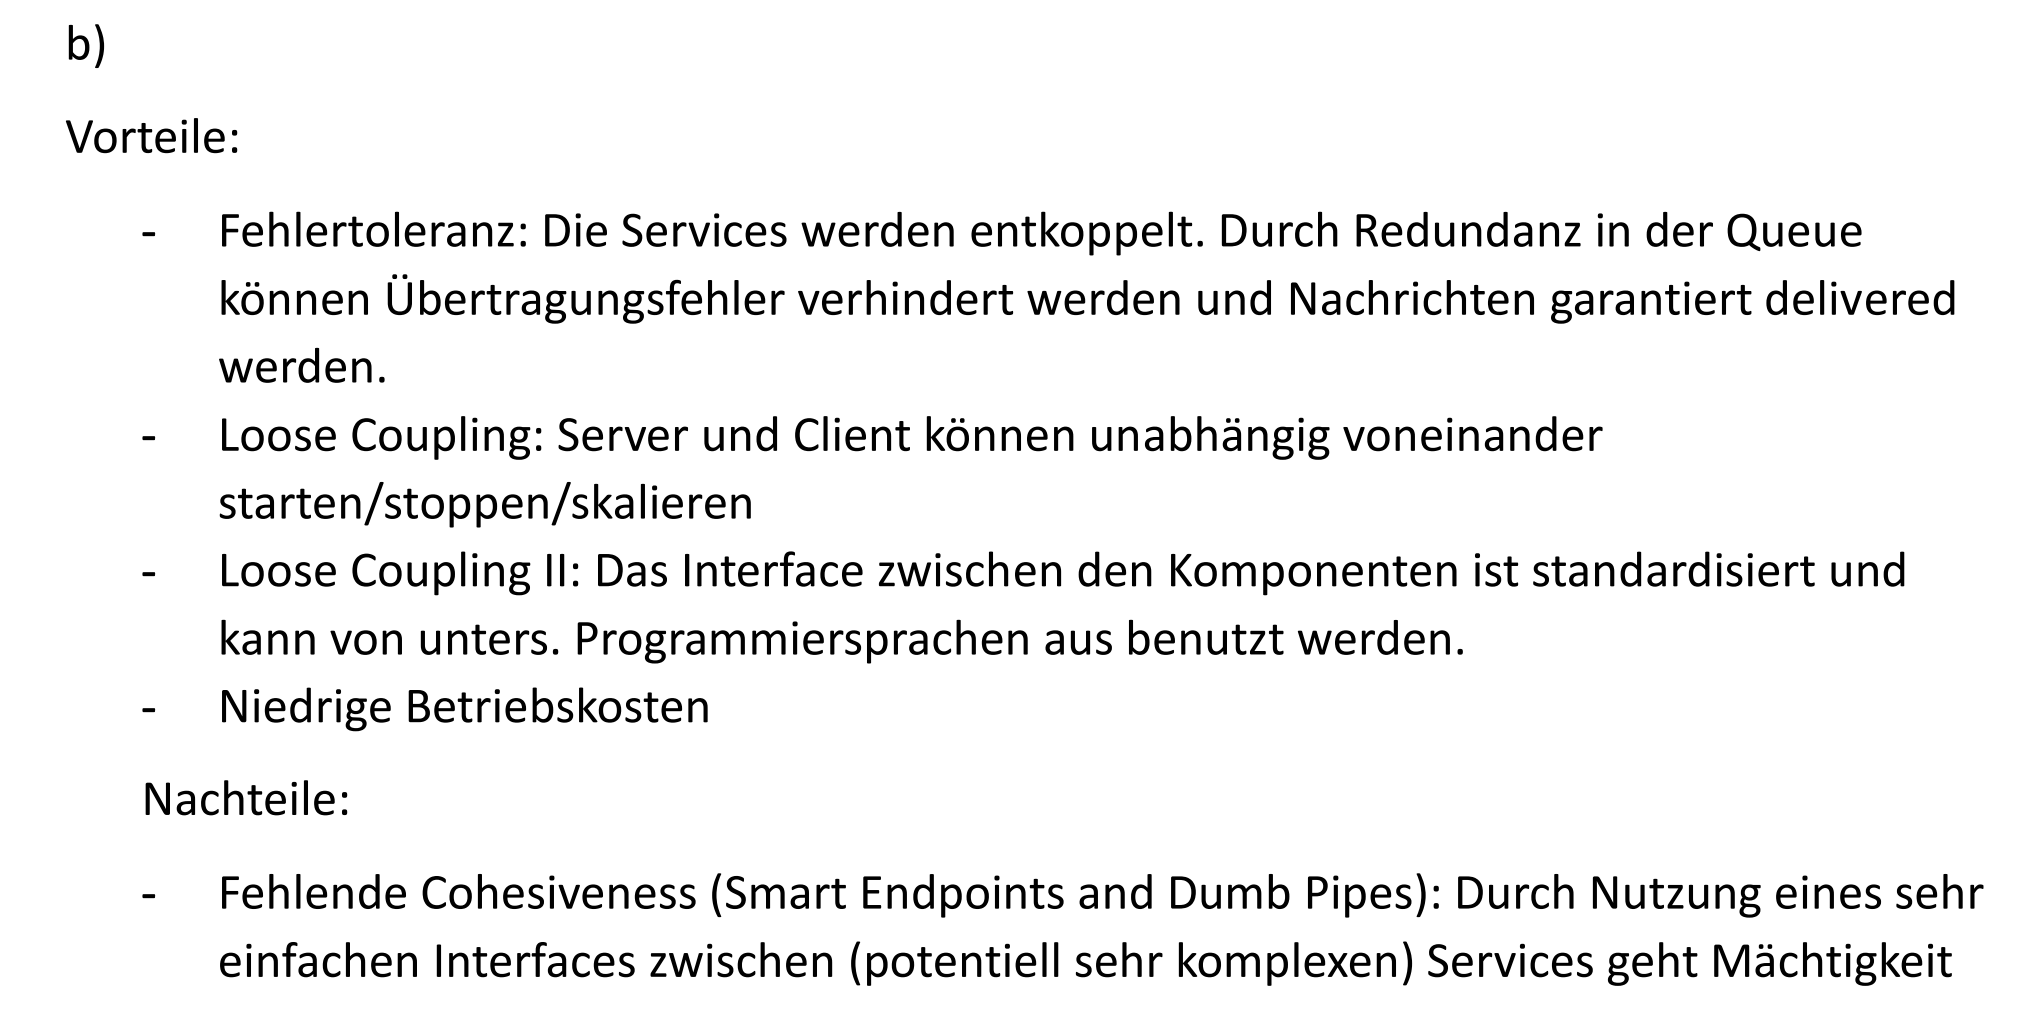 b)
Vorteile:
- Fehlertoleranz: Die Services werden entkoppelt. Durch Redundanz in der Queue
können Übertragungsfehler verhindert werden und Nachrichten garantiert delivered
werden.
- Loose Coupling: Server und Client können unabhängig voneinander
starten/stoppen/skalieren
- Loose Coupling II: Das Interface zwischen den Komponenten ist standardisiert und
kann von unters. Programmiersprachen aus benutzt werden.
- Niedrige Betriebskosten
Nachteile:
- Fehlende Cohesiveness (Smart Endpoints and Dumb Pipes): Durch Nutzung eines sehr
einfachen Interfaces zwischen (potentiell sehr komplexen) Services geht Mächtigkeit